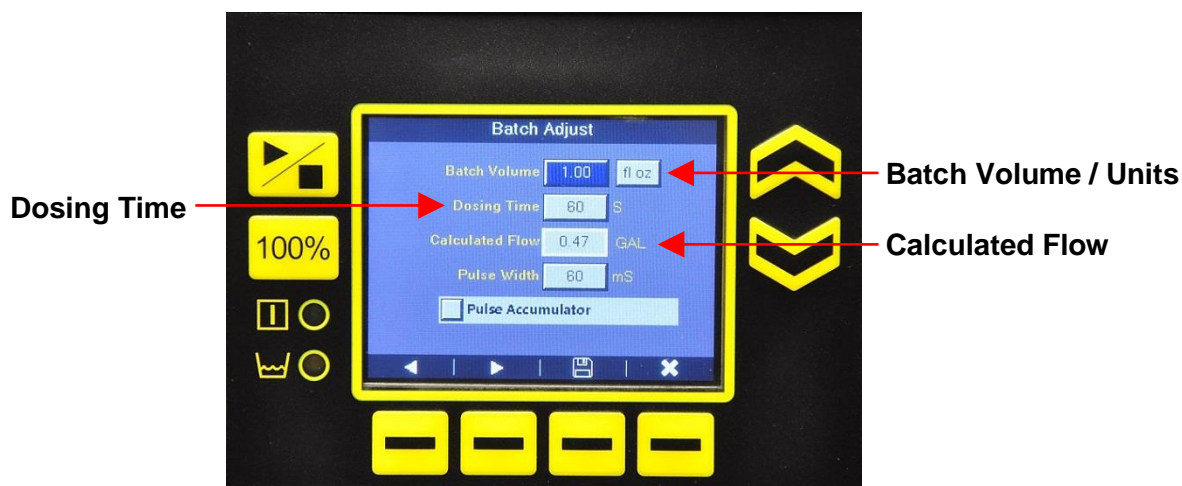 Batch Adjust
Batch Volume 1.00 fl oz
Batch Volume / Units
Dosing Time
Dosing Time 60 S
100%
Calculated Flow 0.47 GAL
Calculated Flow
Pulse Width 60 mS
Pulse Accumulator